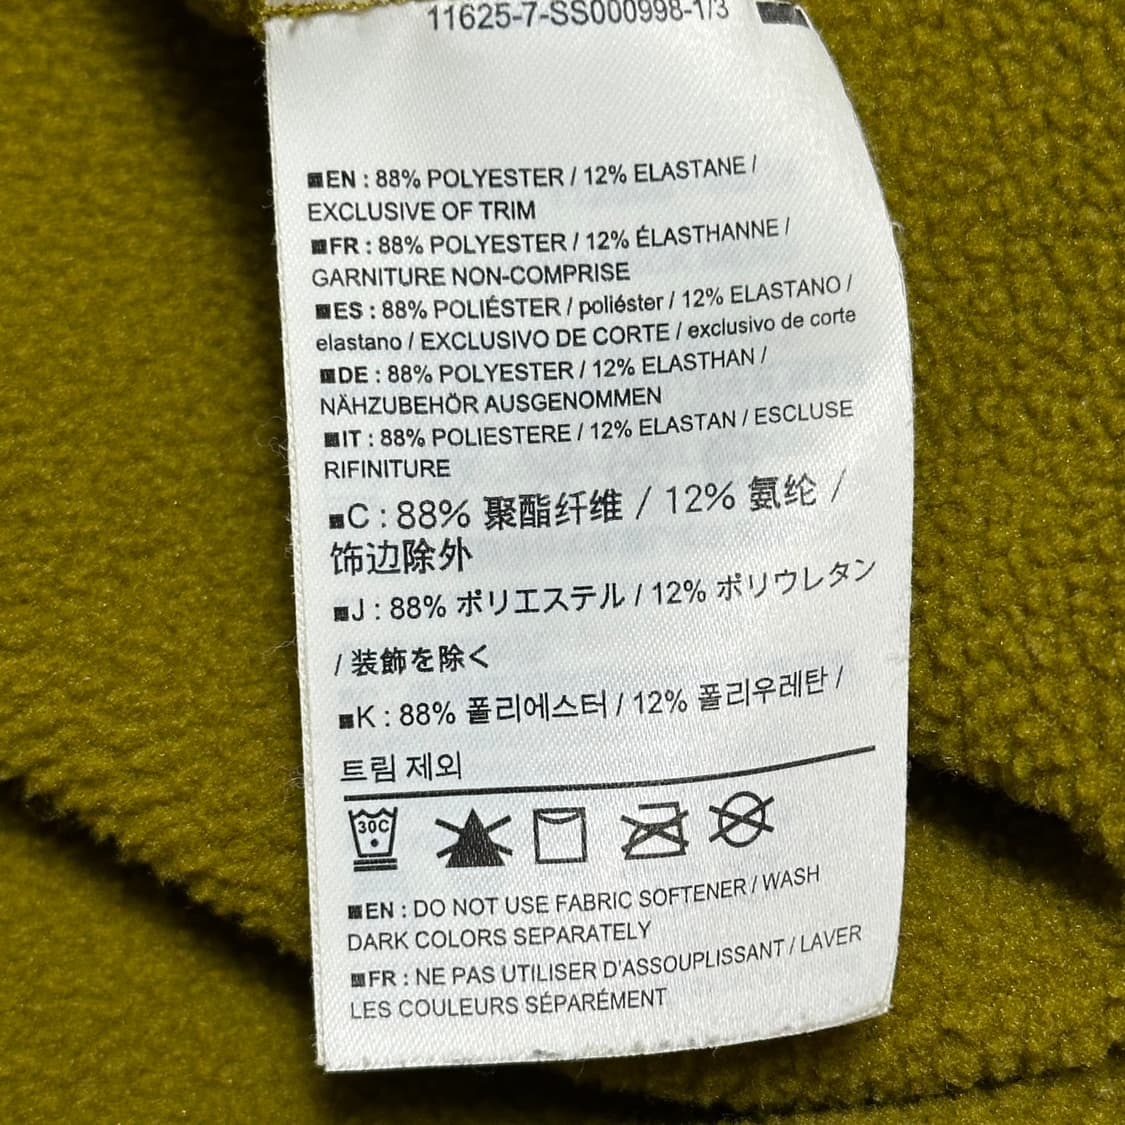 11625-7-SS000998-1/3
EN : 88% POLYESTER / 12% ELASTANE /
EXCLUSIVE OF TRIM
FR : 88% POLYESTER / 12% ÉLASTHANNE /
GARNITURE NON-COMPRISE
ES : 88% POLIÉSTER / poliéster / 12% ELASTANO /
elastano / EXCLUSIVO DE CORTE / exclusivo de corte
DE : 88% POLYESTER / 12% ELASTHAN /
NÄHZUBEHÖR AUSGENOMMEN
IT : 88% POLIESTERE / 12% ELASTAN / ESCLUSE
RIFINITURE
C : 88% 聚酯纤维 / 12% 氨纶 /
饰边除外
J : 88% ポリエステル / 12% ポリウレタン
/ 装飾を除く
K : 88% 폴리에스터 / 12% 폴리우레탄 /
트림 제외
30C
EN : DO NOT USE FABRIC SOFTENER / WASH
DARK COLORS SEPARATELY
FR : NE PAS UTILISER D'ASSOUPLISSANT / LAVER
LES COULEURS SÉPARÉMENT